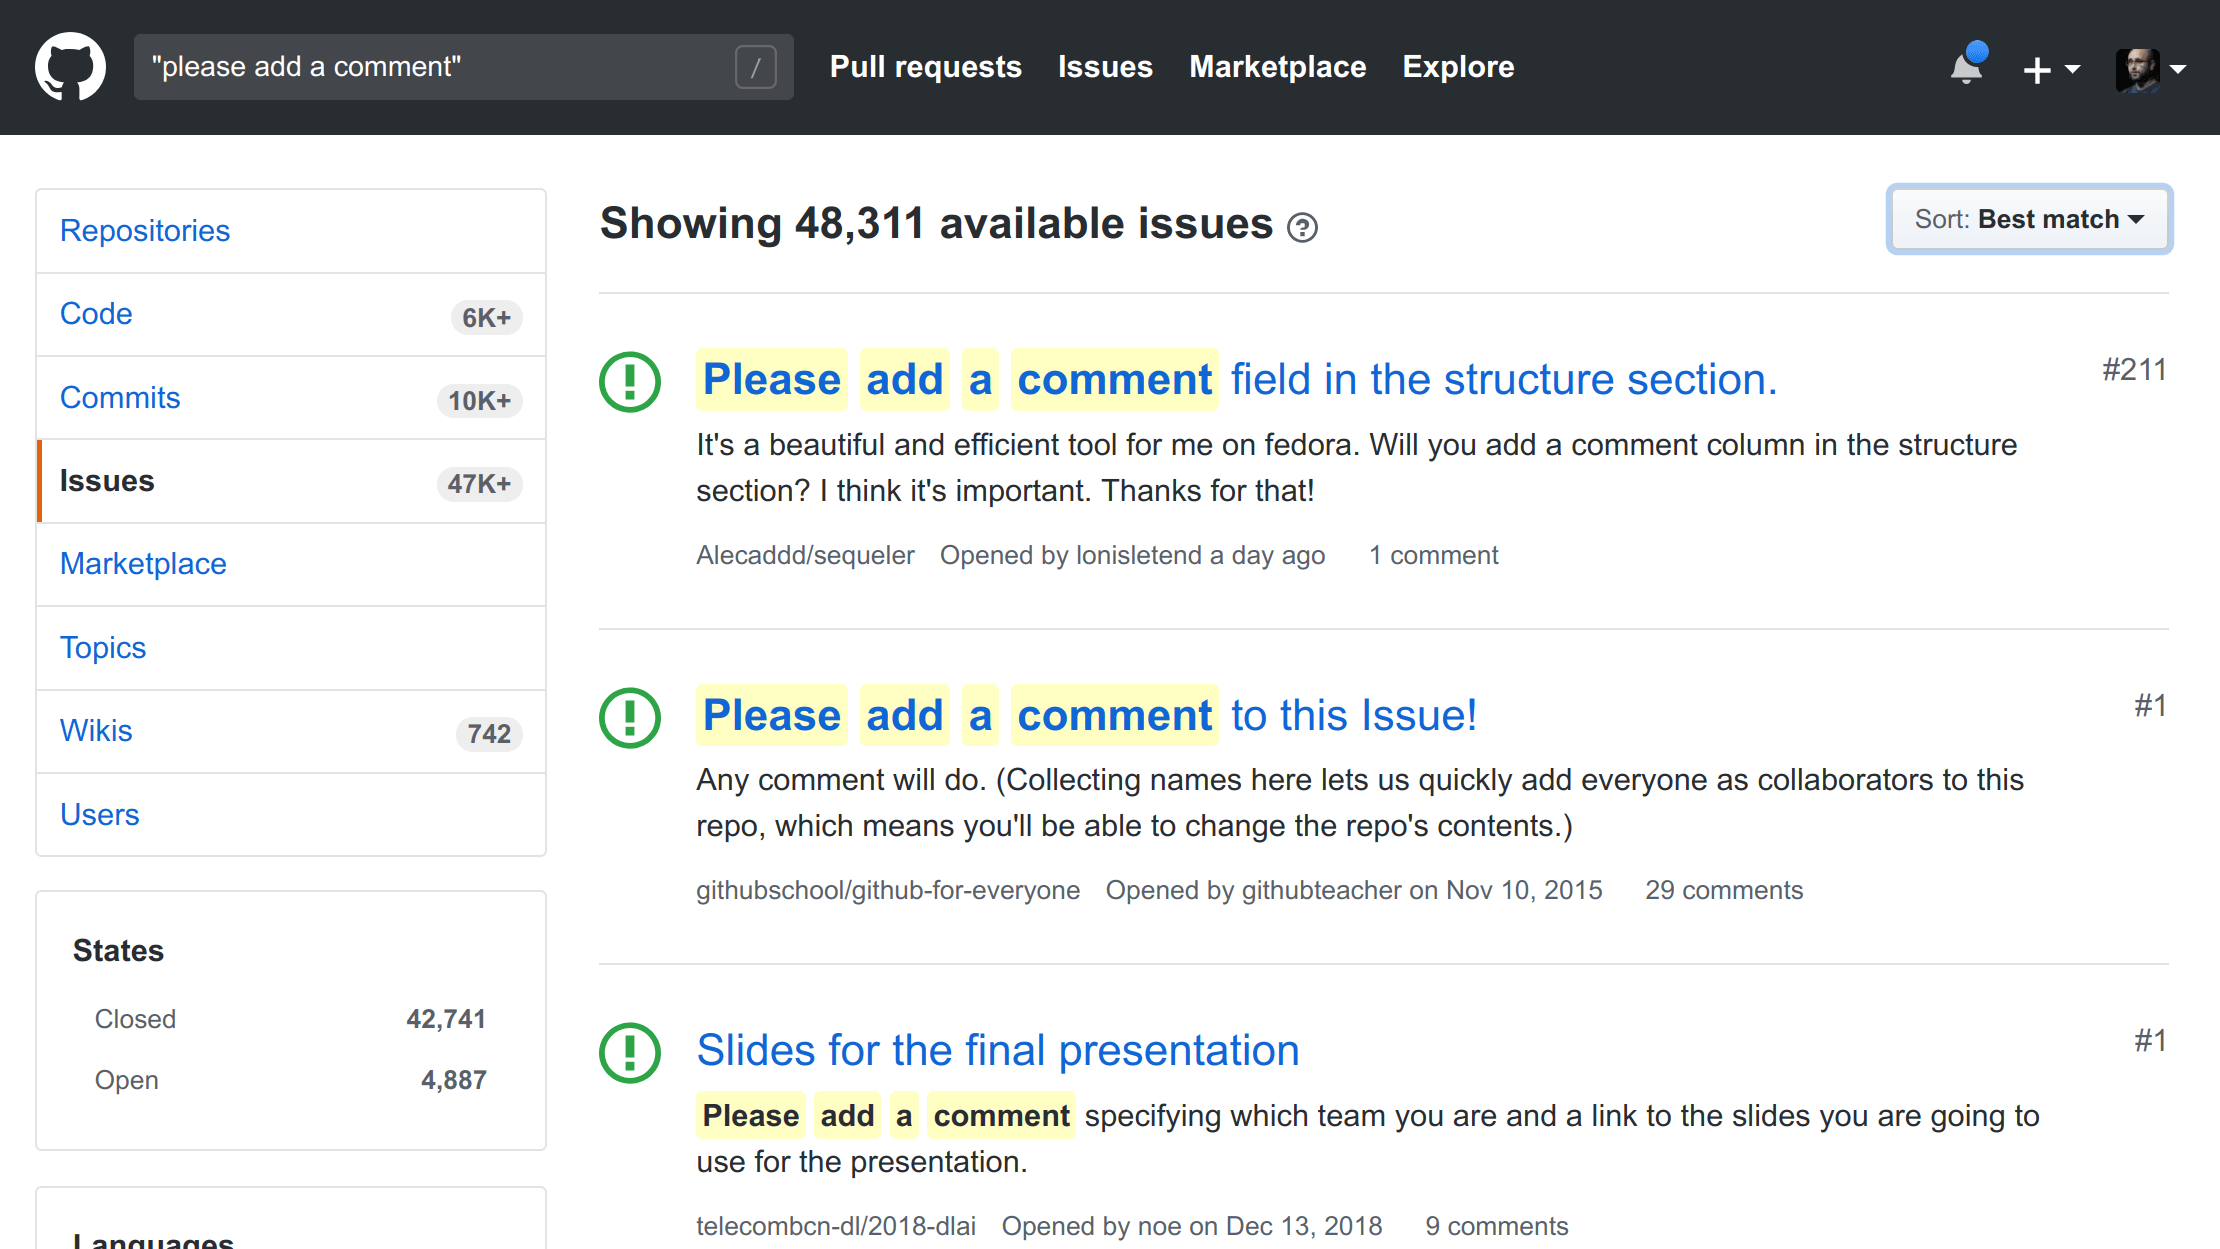 "please add a comment" /
Pull requests Issues Marketplace Explore
Repositories
Code 6K+
Commits 10K+
Issues 47K+
Marketplace
Topics
Wikis 742
Users
States
Closed 42,741
Open 4,887
Languages
Showing 48,311 available issues ?
Sort: Best match
Please add a comment field in the structure section. #211
It's a beautiful and efficient tool for me on fedora. Will you add a comment column in the structure
section? I think it's important. Thanks for that!
Alecaddd/sequeler Opened by lonisletend a day ago 1 comment
Please add a comment to this Issue! #1
Any comment will do. (Collecting names here lets us quickly add everyone as collaborators to this
repo, which means you'll be able to change the repo's contents.)
githubschool/github-for-everyone Opened by githubteacher on Nov 10, 2015 29 comments
Slides for the final presentation #1
Please add a comment specifying which team you are and a link to the slides you are going to
use for the presentation.
telecombcn-dl/2018-dlai Opened by noe on Dec 13, 2018 9 comments